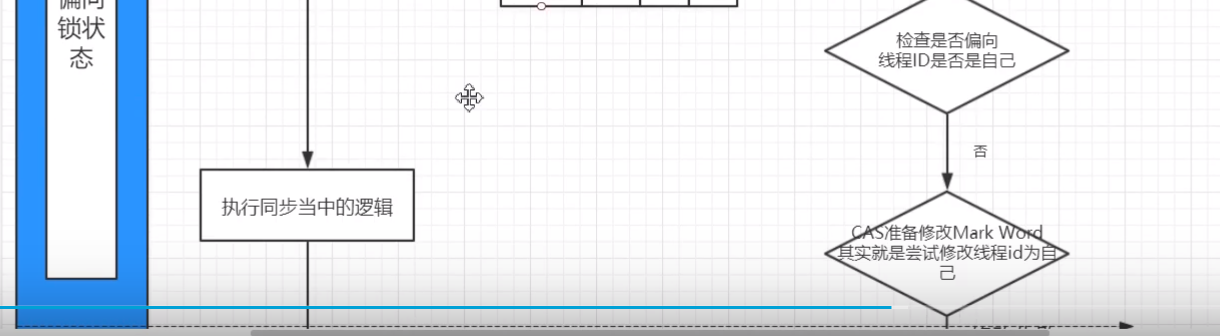 偏向
锁状
态
检查是否偏向
线程ID是否是自己
否
执行同步当中的逻辑
CAS准备修改Mark Word
其实就是尝试修改线程id为自
己